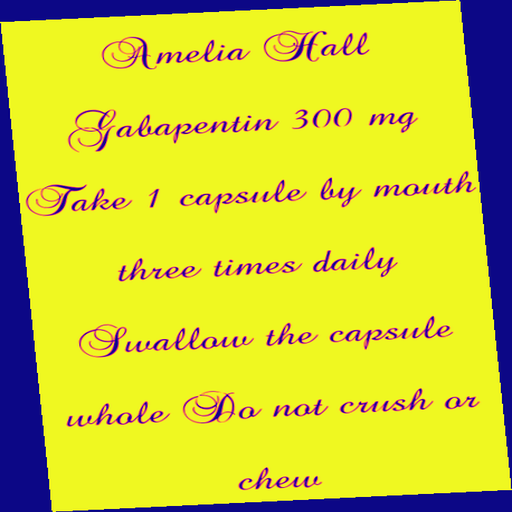 Amelia Hall
Gabapentin 300 mg
Take 1 capsule by mouth
three times daily
Swallow the capsule
whole Do not crush or
chew